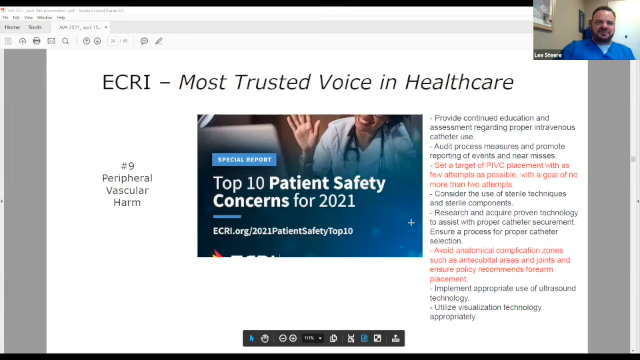 File Edit View Window Help
Home Tools
ECRI – Most Trusted Voice in Healthcare
Lee Steere
#9
Peripheral
Vascular
Harm
SPECIAL REPORT
Top 10 Patient Safety
Concerns for 2021
ECRI.org/2021PatientSafetyTop10
ECRI
- Provide continued education and
assessment regarding proper intravenous
catheter use.
- Audit process measures and promote
reporting of events and near misses.
- Set a target of PIVC placement with as
few attempts as possible, with a goal of no
more than two attempts.
- Consider the use of sterile techniques
and sterile components.
- Research and acquire proven technology
to assist with proper catheter securement.
Ensure a process for proper catheter
selection.
- Avoid anatomical complication zones
such as antecubital areas and joints and
ensure policy recommends forearm
placement.
- Implement appropriate use of ultrasound
technology.
- Utilize visualization technology
appropriately.
111%